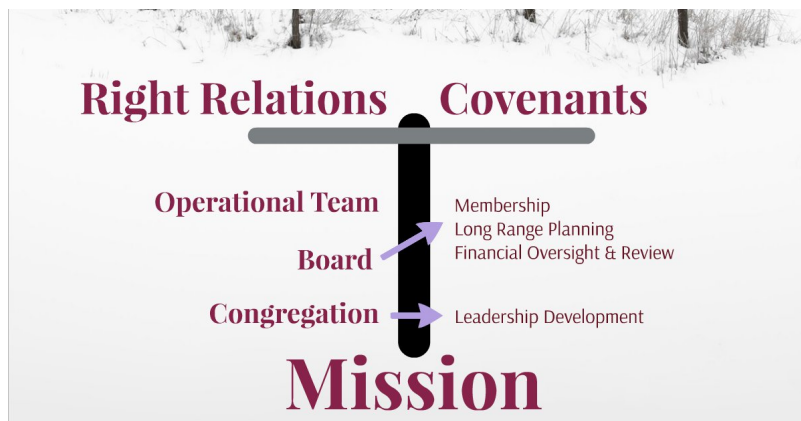 Right Relations
Covenants
Operational Team
Board
Congregation
Membership
Long Range Planning
Financial Oversight & Review
Leadership Development
Mission